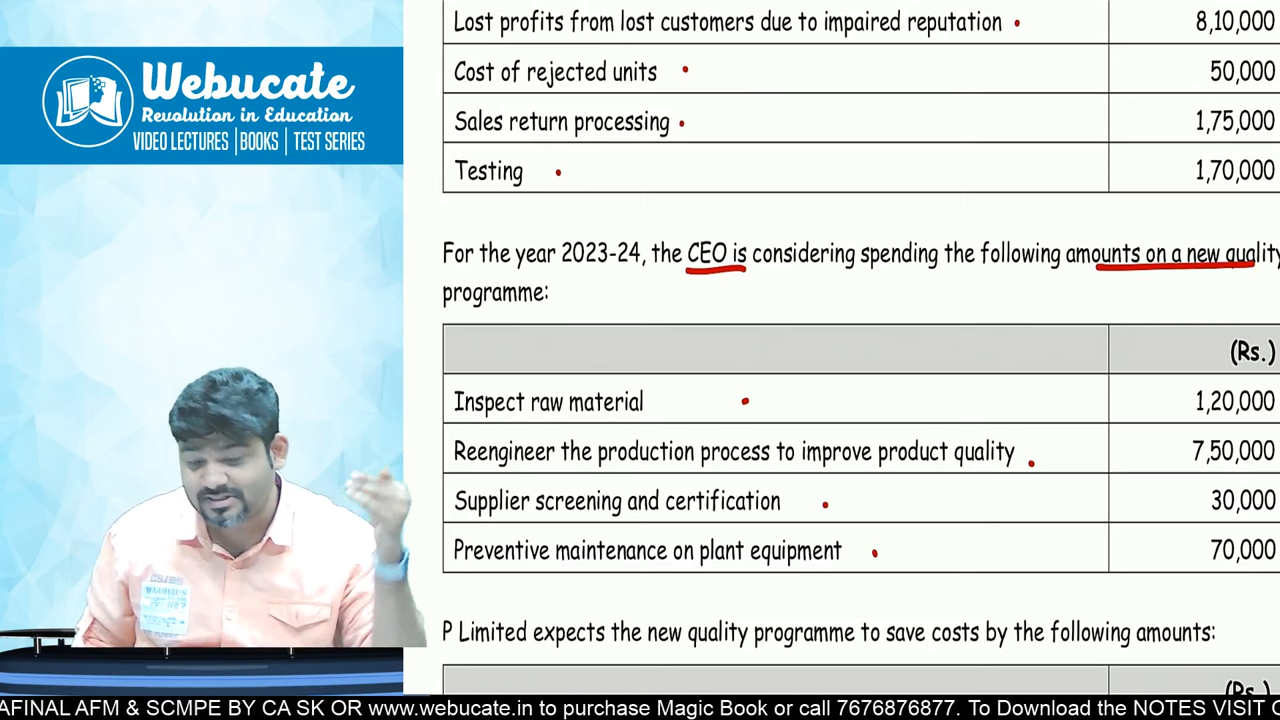 Webucate
Revolution in Education
VIDEO LECTURES | BOOKS | TEST SERIES
Lost profits from lost customers due to impaired reputation 8,10,000
Cost of rejected units 50,000
Sales return processing 1,75,000
Testing 1,70,000
For the year 2023-24, the CEO is considering spending the following amounts on a new quality
programme:
(Rs.)
Inspect raw material 1,20,000
Reengineer the production process to improve product quality 7,50,000
Supplier screening and certification 30,000
Preventive maintenance on plant equipment 70,000
P Limited expects the new quality programme to save costs by the following amounts:
(Rs.)
AFINAL AFM & SCMPE BY CA SK OR www.webucate.in to purchase Magic Book or call 7676876877. To Download the NOTES VISIT